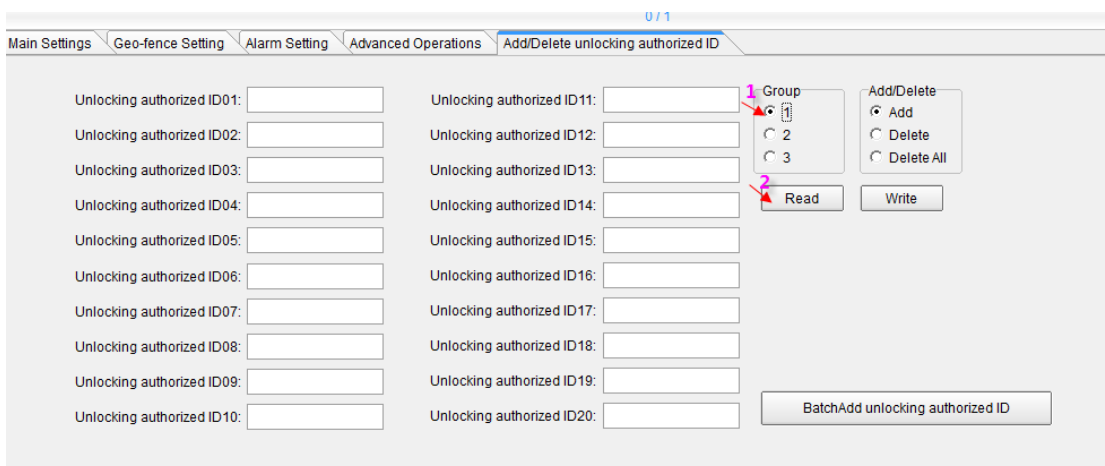 0 / 1
Main Settings Geo-fence Setting Alarm Setting Advanced Operations Add/Delete unlocking authorized ID
Unlocking authorized ID01:
Unlocking authorized ID02:
Unlocking authorized ID03:
Unlocking authorized ID04:
Unlocking authorized ID05:
Unlocking authorized ID06:
Unlocking authorized ID07:
Unlocking authorized ID08:
Unlocking authorized ID09:
Unlocking authorized ID10:
Unlocking authorized ID11:
Unlocking authorized ID12:
Unlocking authorized ID13:
Unlocking authorized ID14:
Unlocking authorized ID15:
Unlocking authorized ID16:
Unlocking authorized ID17:
Unlocking authorized ID18:
Unlocking authorized ID19:
Unlocking authorized ID20:
1
Group
1
2
3
Add/Delete
Add
Delete
Delete All
2
Read
Write
BatchAdd unlocking authorized ID